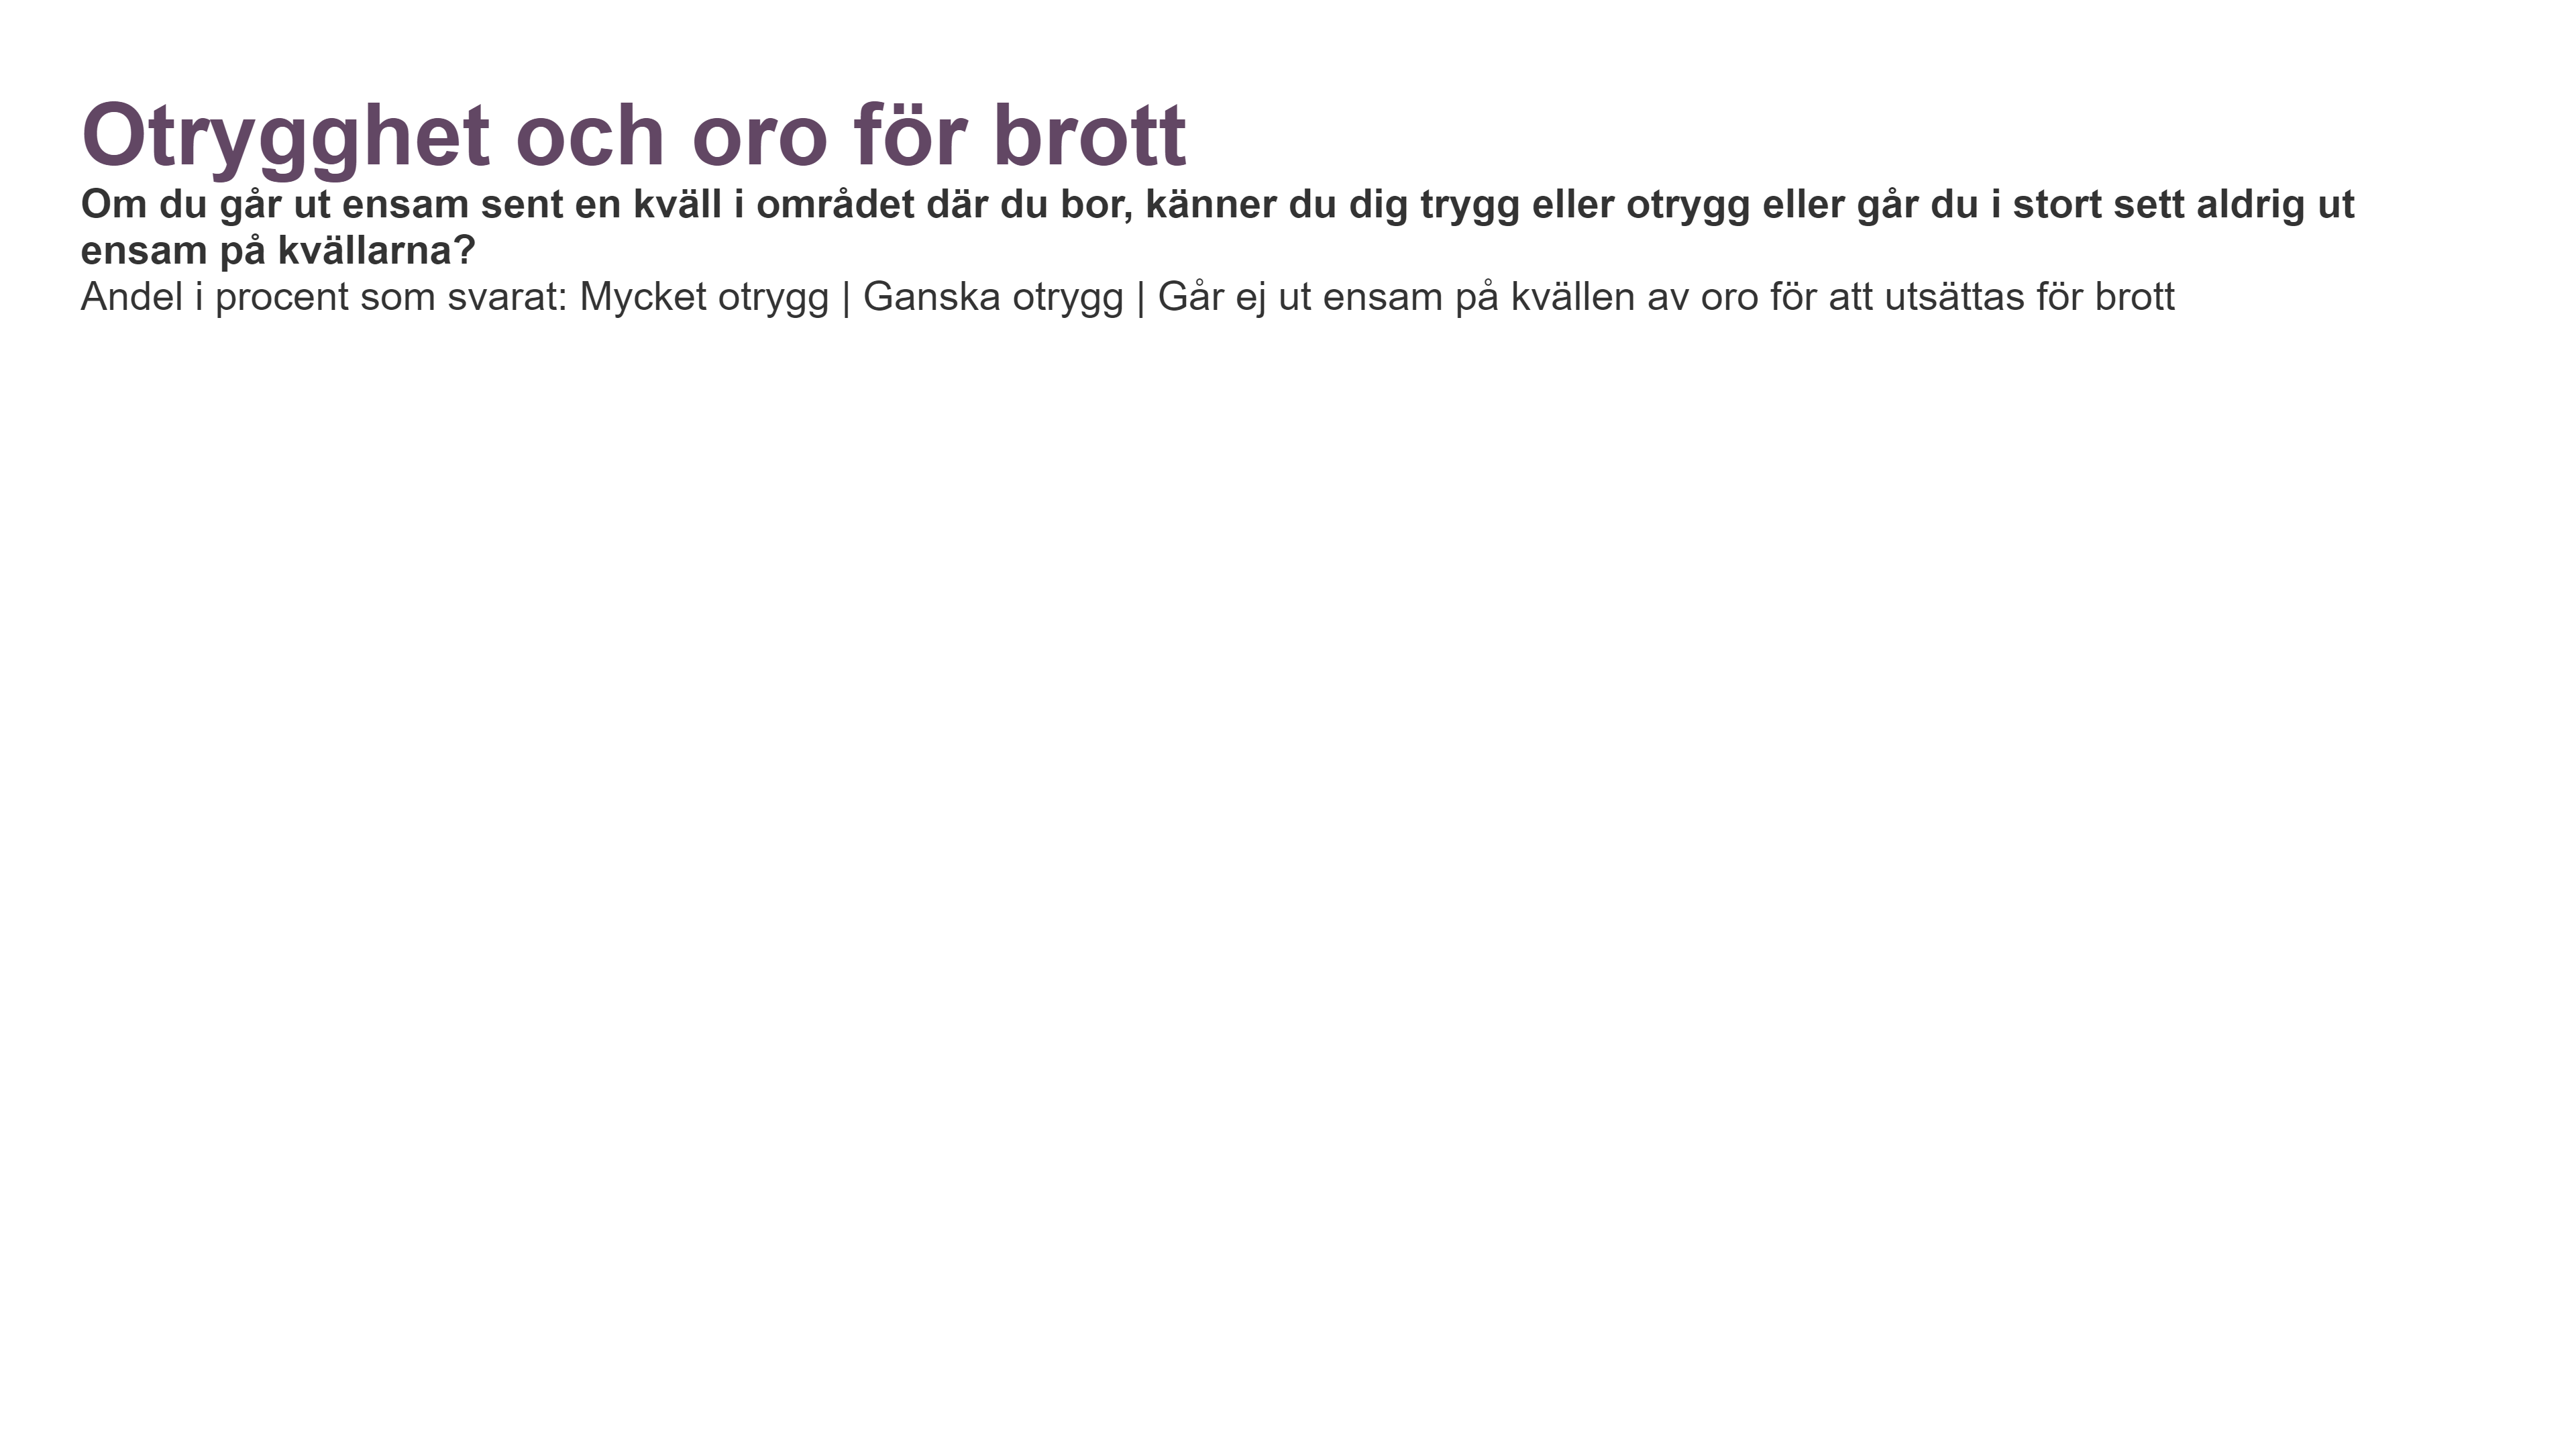 Otrygghet och oro för brott
Om du går ut ensam sent en kväll i området där du bor, känner du dig trygg eller otrygg eller går du i stort sett aldrig ut
ensam på kvällarna?
Andel i procent som svarat: Mycket otrygg | Ganska otrygg | Går ej ut ensam på kvällen av oro för att utsättas för brott